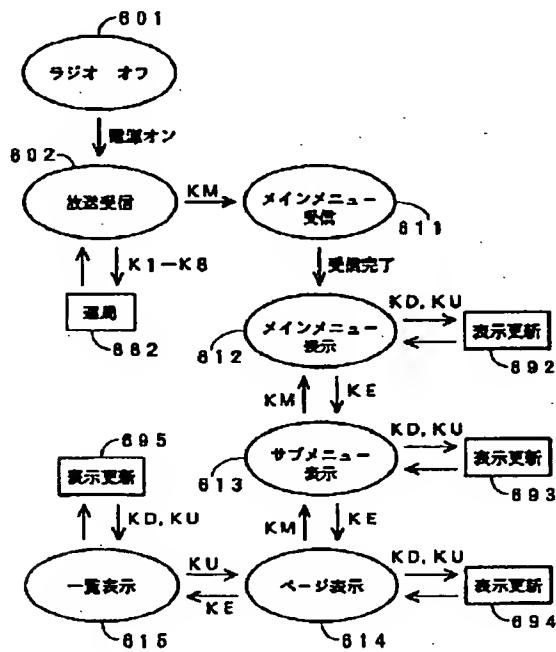 601
ラジオ オフ
電源オン
602
放送受信
KM
メインメニュー
受信
611
K1−K8
受信完了
選局
682
メインメニュー
表示
612
KD, KU
表示更新
692
KM
KE
695
表示更新
サブメニュー
表示
613
KD, KU
表示更新
693
KD, KU
KM
KE
一覧表示
615
KU
KE
ページ表示
614
KD, KU
表示更新
694